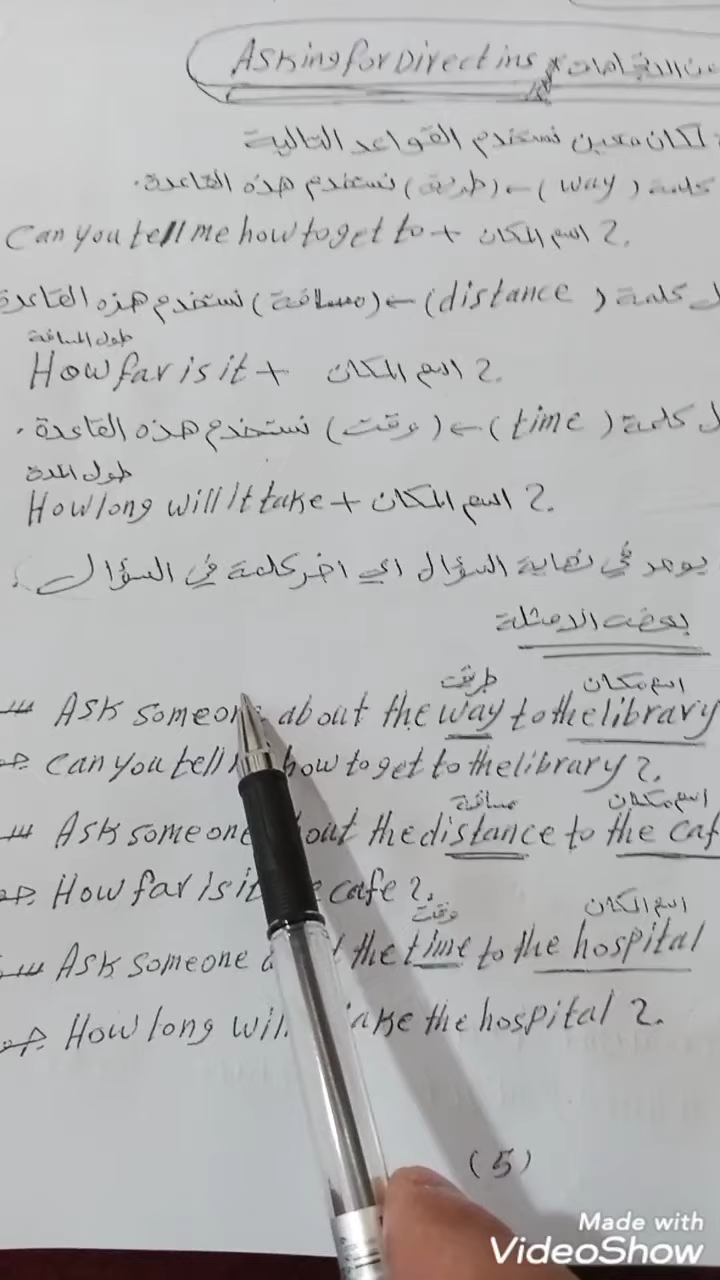 Asking for Directins * عن الاتجاهات
لمكان معين نستخدم القواعد التالية
كلمة ( way ) ← ( طريق ) نستخدم هذه القاعدة .
Can you tell me how to get to + اسم المكان ?.
كلمة ( distance ) ← ( مسافة ) نستخدم هذه القاعدة
طول المسافة
How far is it + اسم المكان ?.
كلمة ( time ) ← ( وقت ) نستخدم هذه القاعدة .
طول المدة
How long will It take + اسم المكان ?.
يوجد في نهاية السؤال اي اخر كلمة في السؤال .
بعض الامثلة
طريق اسم مكان
Ask someone about the way to the library
Can you tell how to get to the library ?.
مسافة اسم مكان
Ask someone about the distance to the caf
How far is it cafe ?.
وقت اسم المكان
Ask someone the time to the hospital
How long will take the hospital ?.
(5)
Made with
VideoShow